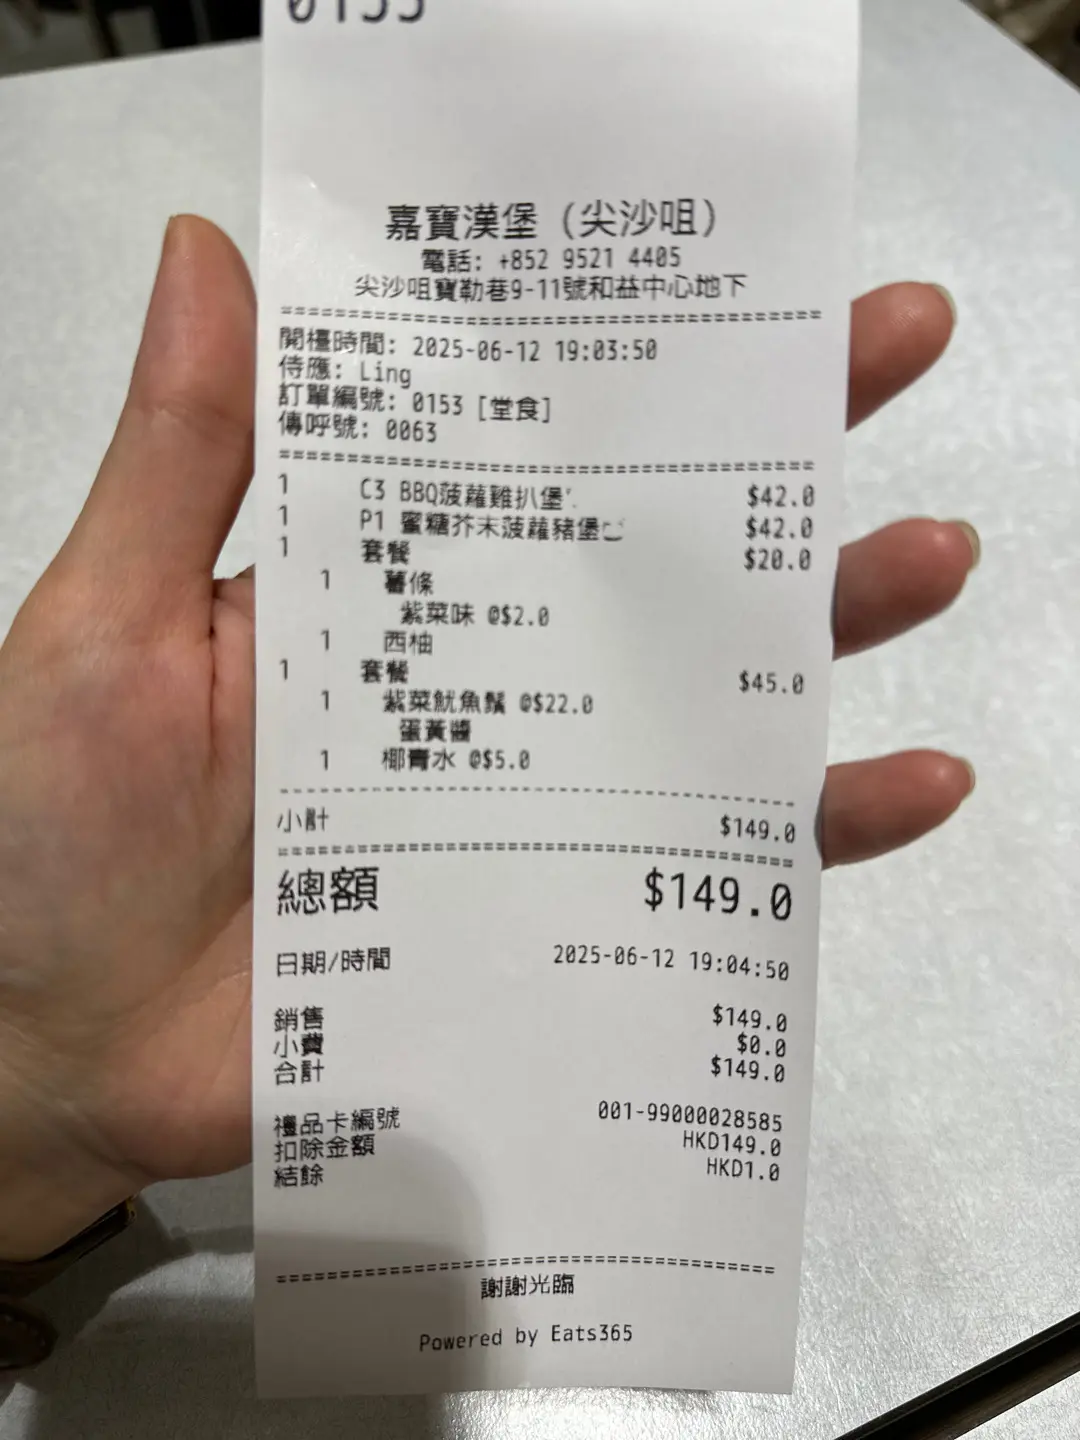 0153
嘉寶漢堡（尖沙咀）
電話: +852 9521 4405
尖沙咀寶勒巷9-11號和益中心地下
開檯時間: 2025-06-12 19:03:50
侍應: Ling
訂單編號: 0153 [堂食]
傳呼號: 0063
1 C3 BBQ菠蘿雞扒堡 $42.0
1 P1 蜜糖芥末菠蘿豬堡 $42.0
1 套餐 $20.0
1 薯條
紫菜味 @$2.0
1 西柚
1 套餐 $45.0
1 紫菜魷魚鬚 @$22.0
蛋黃醬
1 椰青水 @$5.0
小計 $149.0
總額 $149.0
日期/時間 2025-06-12 19:04:50
銷售 $149.0
小費 $0.0
合計 $149.0
禮品卡編號 001-99000028585
扣除金額 HKD149.0
結餘 HKD1.0
謝謝光臨
Powered by Eats365